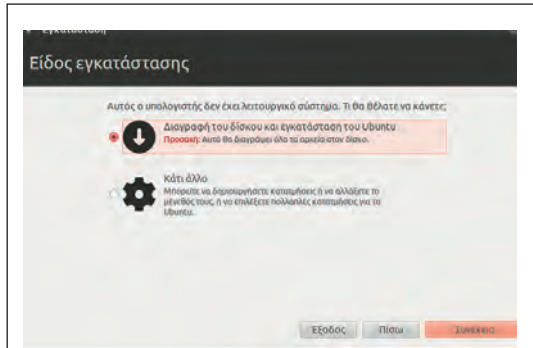 Εγκατάσταση
Είδος εγκατάστασης
Αυτός ο υπολογιστής δεν έχει λειτουργικό σύστημα. Τι θα θέλατε να κάνετε;
Διαγραφή του δίσκου και εγκατάσταση του Ubuntu
Προσοχή: Αυτό θα διαγράψει όλα τα αρχεία στον δίσκο.
Κάτι άλλο
Μπορείτε να δημιουργήσετε κατατμήσεις ή να αλλάξετε το
μέγεθός τους, ή να επιλέξετε πολλαπλές κατατμήσεις για το
Ubuntu.
Έξοδος Πίσω Συνέχεια